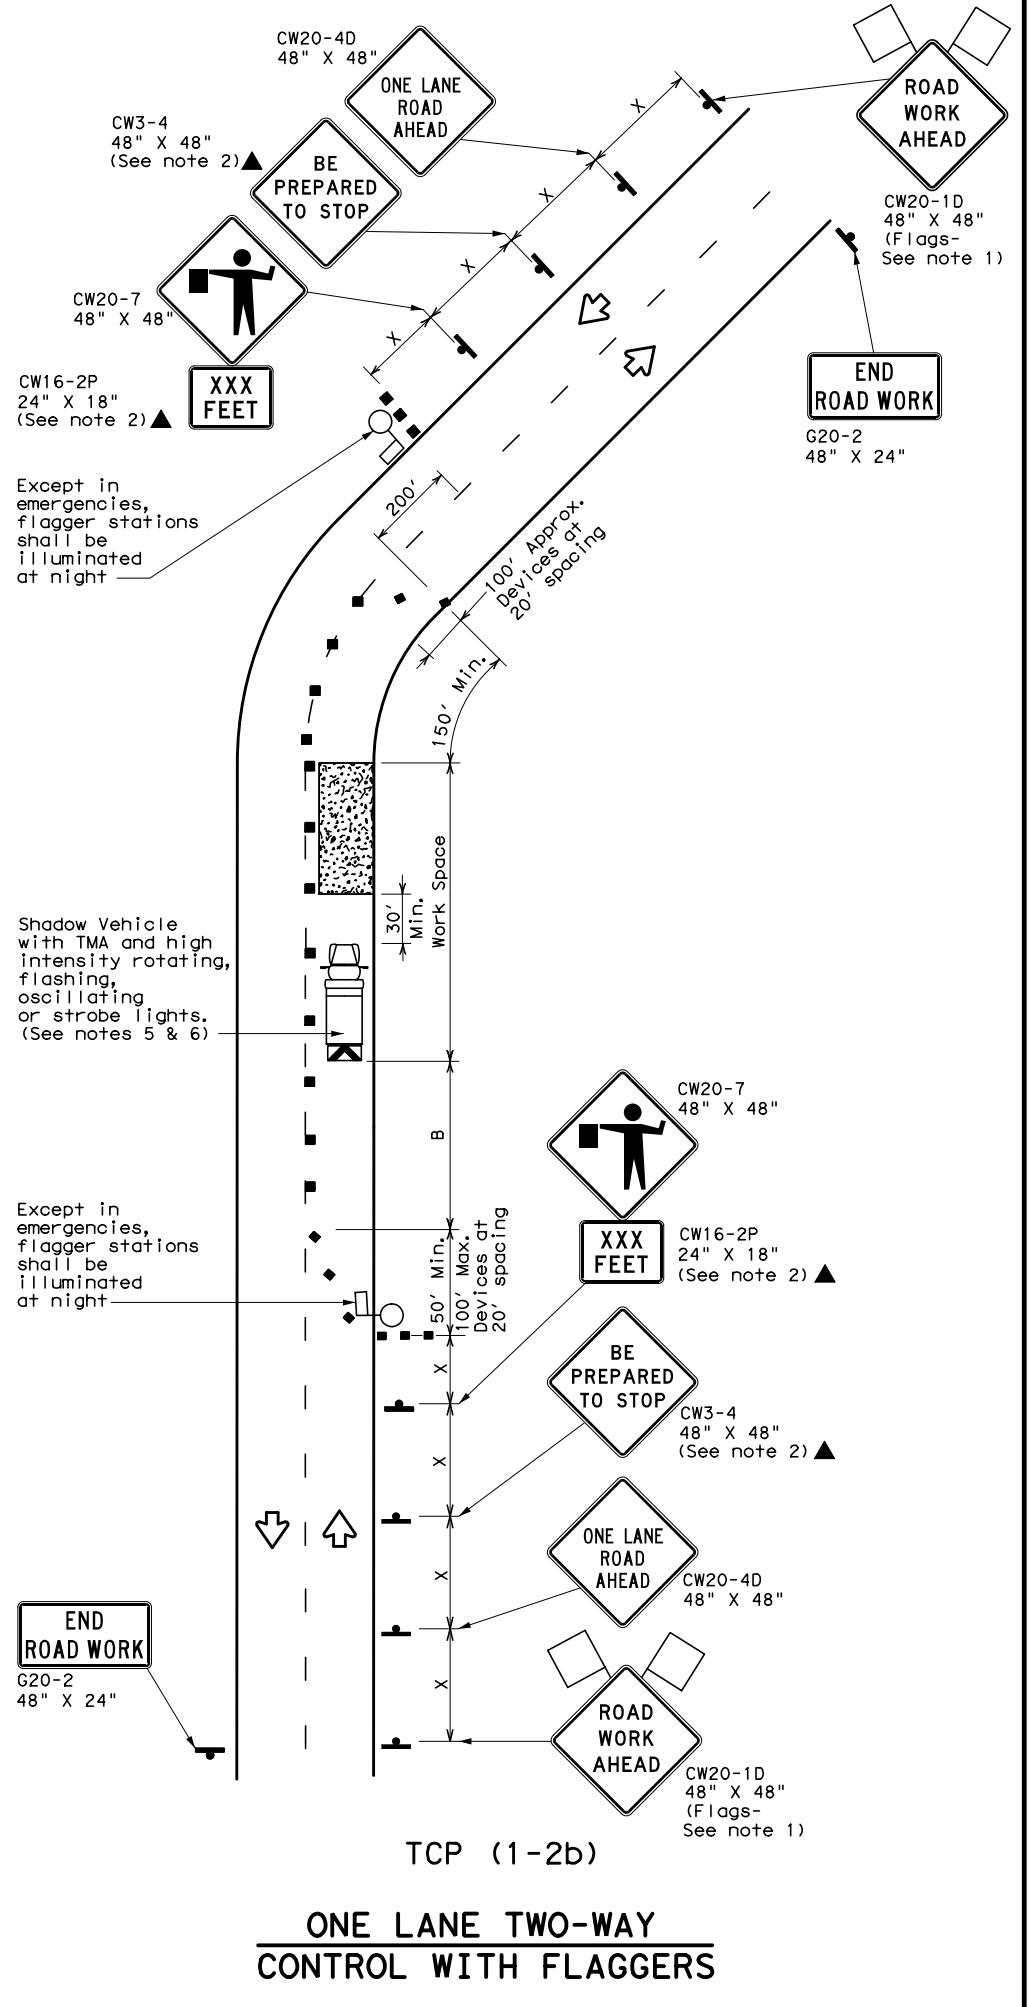 CW20-4D
48" X 48"
ONE LANE
ROAD
AHEAD
ROAD
WORK
AHEAD
CW20-1D
48" X 48"
(Flags-
See note 1)
CW3-4
48" X 48"
(See note 2)
BE
PREPARED
TO STOP
X
X
X
X
CW20-7
48" X 48"
CW16-2P
24" X 18"
(See note 2)
XXX
FEET
END
ROAD WORK
G20-2
48" X 24"
Except in
emergencies,
flagger stations
shall be
illuminated
at night
200'
100' Approx.
Devices at
20' spacing
150' Min.
Work Space
30'
Min.
Shadow Vehicle
with TMA and high
intensity rotating,
flashing,
oscillating
or strobe lights.
(See notes 5 & 6)
B
CW20-7
48" X 48"
XXX
FEET
CW16-2P
24" X 18"
(See note 2)
Except in
emergencies,
flagger stations
shall be
illuminated
at night
50' Min.
100' Max.
Devices at
20' spacing
X
X
X
X
BE
PREPARED
TO STOP
CW3-4
48" X 48"
(See note 2)
ONE LANE
ROAD
AHEAD
CW20-4D
48" X 48"
END
ROAD WORK
G20-2
48" X 24"
ROAD
WORK
AHEAD
CW20-1D
48" X 48"
(Flags-
See note 1)
TCP (1-2b)
ONE LANE TWO-WAY
CONTROL WITH FLAGGERS